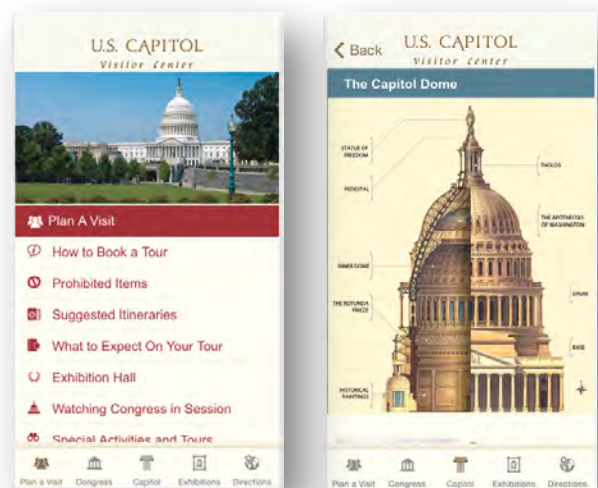 U.S. CAPITOL
Visitor Center
Plan A Visit
How to Book a Tour
Prohibited Items
Suggested Itineraries
What to Expect On Your Tour
Exhibition Hall
Watching Congress in Session
Special Activities and Tours
Plan a Visit Congress Capitol Exhibitions Directions
Back
U.S. CAPITOL
Visitor Center
The Capitol Dome
STATUE OF
FREEDOM
PEDESTAL
THOLOS
THE APOTHEOSIS
OF WASHINGTON
INNER DOME
DRUM
THE ROTUNDA
FRIEZE
BASE
HISTORICAL
PAINTINGS
Plan a Visit Congress Capitol Exhibitions Directions